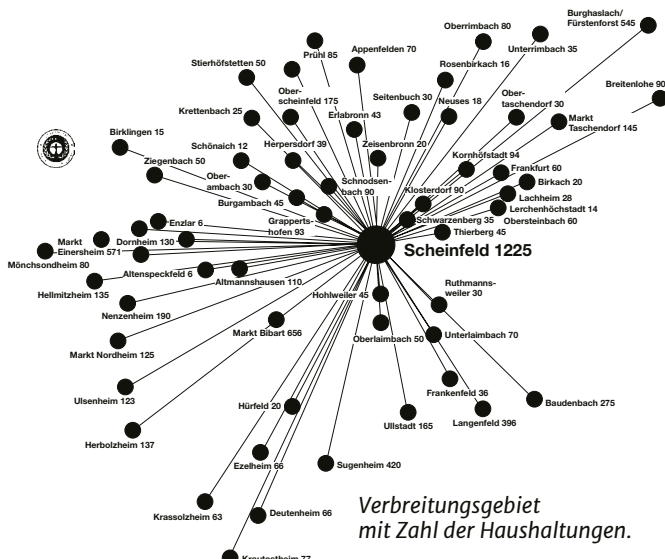 Burghaslach/
Fürstenforst 545
Oberrimbach 80
Prühl 85
Appenfelden 70
Unterrimbach 35
Stierhöfstetten 50
Rosenbirkach 16
Breitenlohe 90
Ober-
scheinfeld 175
Seitenbuch 30
Neuses 18
Ober-
taschendorf 30
Krettenbach 25
Erlabronn 43
Markt
Taschendorf 145
Birklingen 15
Schönaich 12
Herpersdorf 39
Zeisenbronn 20
Kornhöfstadt 94
Ziegenbach 50
Frankfurt 60
Birkach 20
Ober-
ambach 30
Schnodsen-
bach 90
Klosterdorf 90
Lachheim 28
Lerchenhöchstadt 14
Burgambach 45
Grapperts-
hofen 93
Schwarzenberg 35
Obersteinbach 60
Enzlar 6
Thierberg 45
Markt
Einersheim 571
Dornheim 130
Scheinfeld 1225
Mönchsondheim 80
Altenspeckfeld 6
Altmannshausen 110
Hellmitzheim 135
Hohlweiler 45
Ruthmanns-
weiler 30
Nenzenheim 190
Markt Bibart 656
Oberlaimbach 50
Unterlaimbach 70
Markt Nordheim 125
Ulsenheim 123
Hürfeld 20
Frankenfeld 36
Baudenbach 275
Ullstadt 165
Langenfeld 396
Herbolzheim 137
Ezelheim 66
Sugenheim 420
Krassolzheim 63
Deutenheim 66
Verbreitungsgebiet
mit Zahl der Haushaltungen.
Krautostheim 77